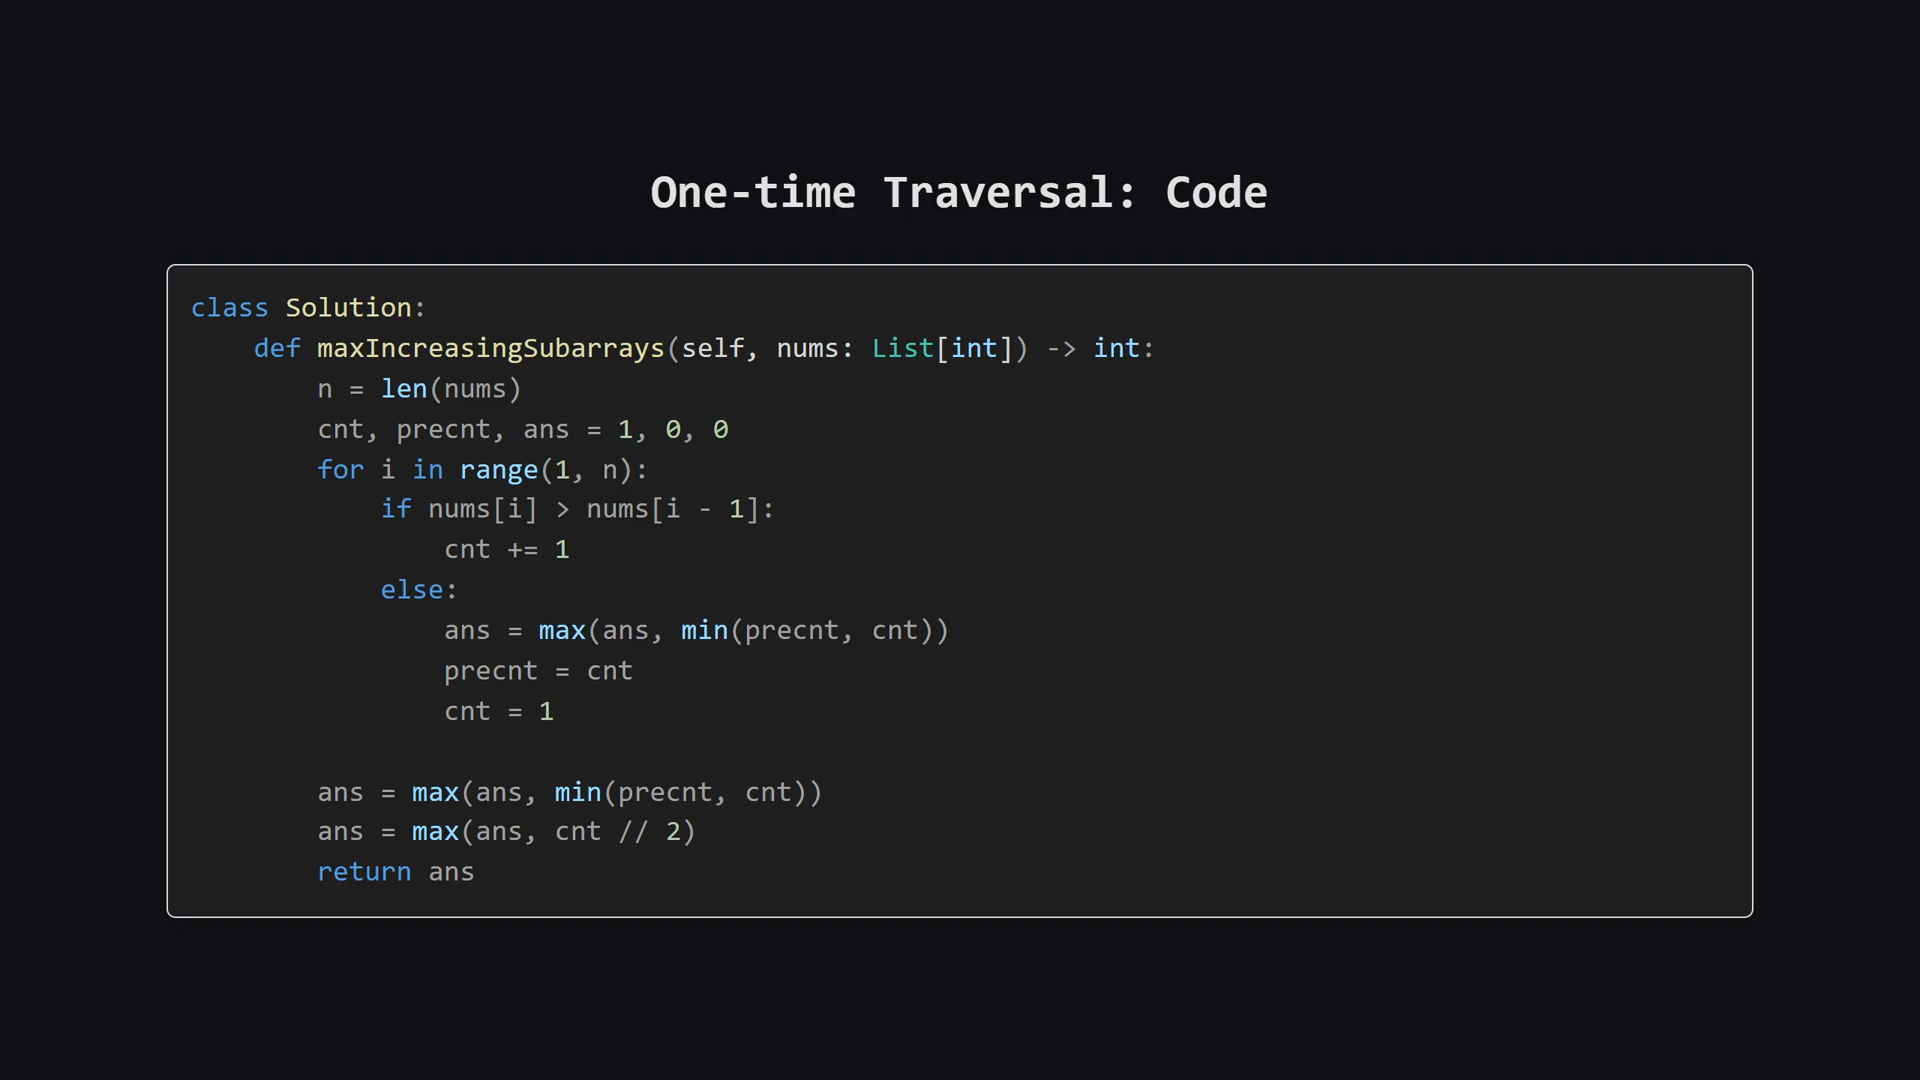 One-time Traversal: Code
class Solution:
    def maxIncreasingSubarrays(self, nums: List[int]) -> int:
        n = len(nums)
        cnt, precnt, ans = 1, 0, 0
        for i in range(1, n):
            if nums[i] > nums[i - 1]:
                cnt += 1
            else:
                ans = max(ans, min(precnt, cnt))
                precnt = cnt
                cnt = 1
        ans = max(ans, min(precnt, cnt))
        ans = max(ans, cnt // 2)
        return ans